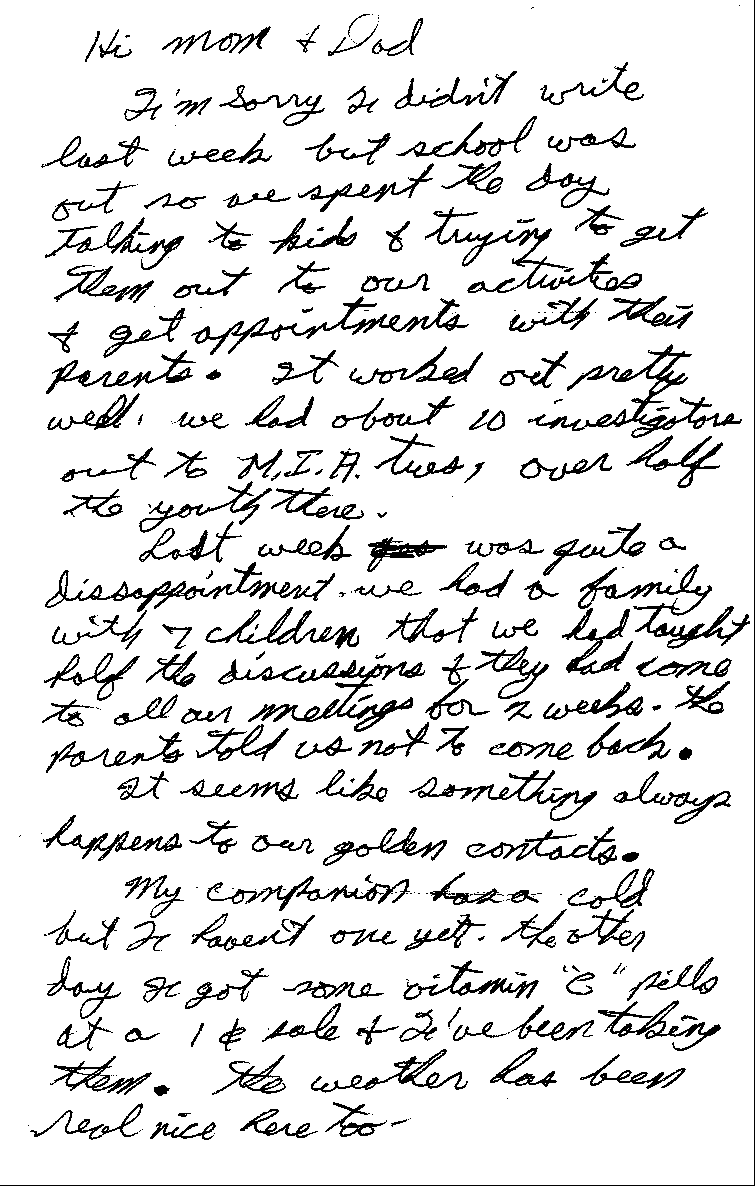 Hi mom & Dad
I'm sorry I didn't write
last week but school was
out so we spent the day
talking to kids & trying to get
them out to our activities
& get appointments with their
parents. It worked out pretty
well. we had about 10 investigators
out to M.I.A. tues, over half
the youth there.
Last week was quite a
dissappointment. we had a family
with 7 children that we had taught
half the discussions & they had come
to all our meetings for 2 weeks. the
parents told us not to come back.
It seems like something always
happens to our golden contacts.
My companion has a cold
but I havent one yet. the other
day I got some vitamin "C" pills
at a 1¢ sale & I've been taking
them. the weather has been
real nice here too-